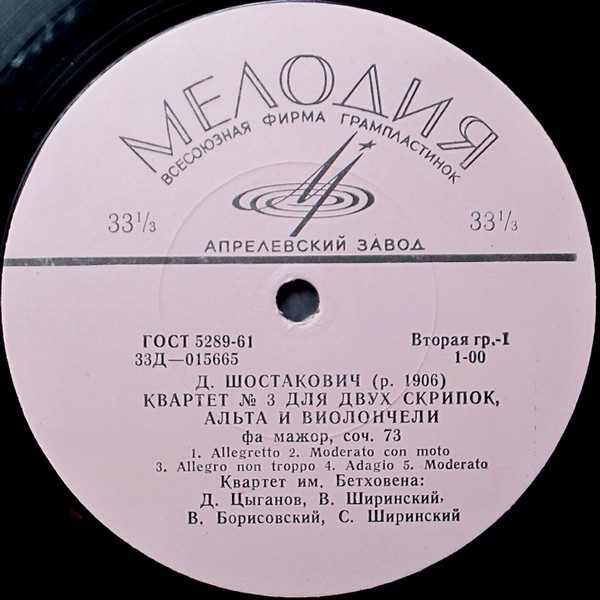 МЕЛОДИЯ
ВСЕСОЮЗНАЯ ФИРМА ГРАМПЛАСТИНОК
33⅓ 33⅓
АПРЕЛЕВСКИЙ ЗАВОД
ГОСТ 5289-61 Вторая гр.-I
33Д—015665 1-00
Д. ШОСТАКОВИЧ (р. 1906)
КВАРТЕТ № 3 ДЛЯ ДВУХ СКРИПОК,
АЛЬТА И ВИОЛОНЧЕЛИ
фа мажор, соч. 73
1. Allegretto 2. Moderato con moto
3. Allegro non troppo 4. Adagio 5. Moderato
Квартет им. Бетховена:
Д. Цыганов, В. Ширинский,
В. Борисовский, С. Ширинский